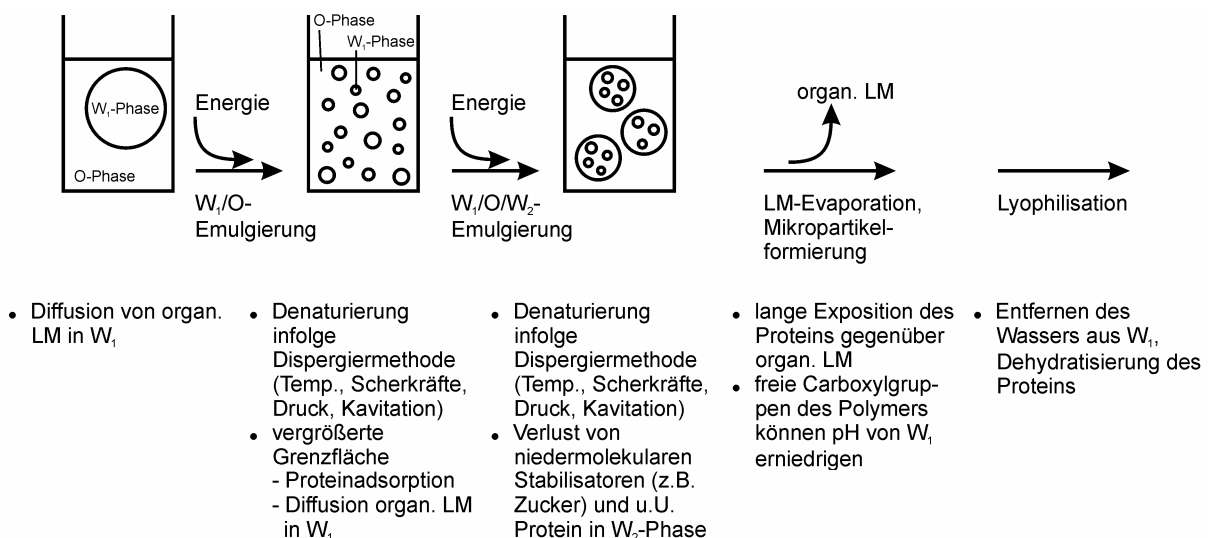 O-Phase
W1-Phase
W1-Phase
O-Phase
Energie
W1/O-
Emulgierung
Energie
W1/O/W2-
Emulgierung
organ. LM
LM-Evaporation,
Mikropartikel-
formierung
Lyophilisation
• Diffusion von organ.
LM in W1
• Denaturierung
infolge
Dispergiermethode
(Temp., Scherkräfte,
Druck, Kavitation)
• vergrößerte
Grenzfläche
- Proteinadsorption
- Diffusion organ. LM
in W1
• Denaturierung
infolge
Dispergiermethode
(Temp., Scherkräfte,
Druck, Kavitation)
• Verlust von
niedermolekularen
Stabilisatoren (z.B.
Zucker) und u.U.
Protein in W2-Phase
• lange Exposition des
Proteins gegenüber
organ. LM
• freie Carboxylgrup-
pen des Polymers
können pH von W1
erniedrigen
• Entfernen des
Wassers aus W1,
Dehydratisierung des
Proteins